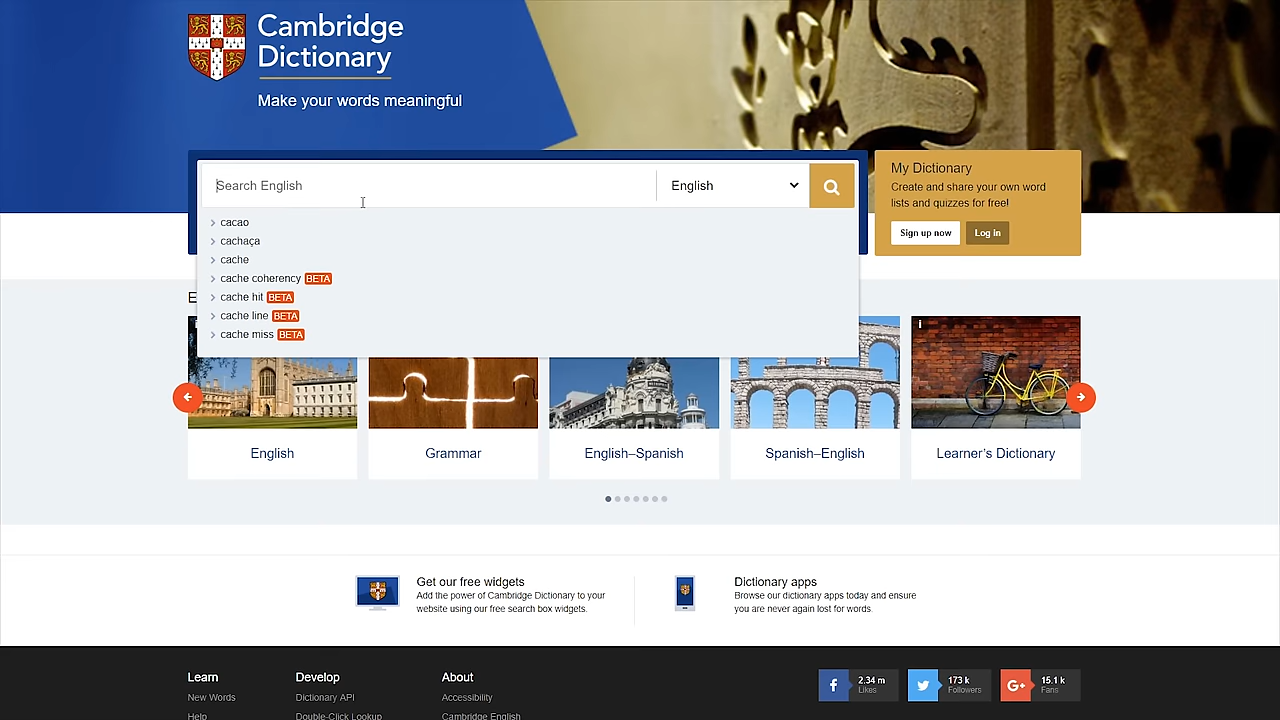 Cambridge
Dictionary
Make your words meaningful
Search English
English
cacao
cachaça
cache
cache coherency BETA
cache hit BETA
cache line BETA
cache miss BETA
My Dictionary
Create and share your own word
lists and quizzes for free!
Sign up now
Log in
English
Grammar
English–Spanish
Spanish–English
Learner’s Dictionary
Get our free widgets
Add the power of Cambridge Dictionary to your
website using our free search box widgets.
Dictionary apps
Browse our dictionary apps today and ensure
you are never again lost for words.
Learn
New Words
Help
Develop
Dictionary API
Double-Click Lookup
About
Accessibility
Cambridge English
2.34 m
Likes
173 k
Followers
G+
15.1 k
Fans